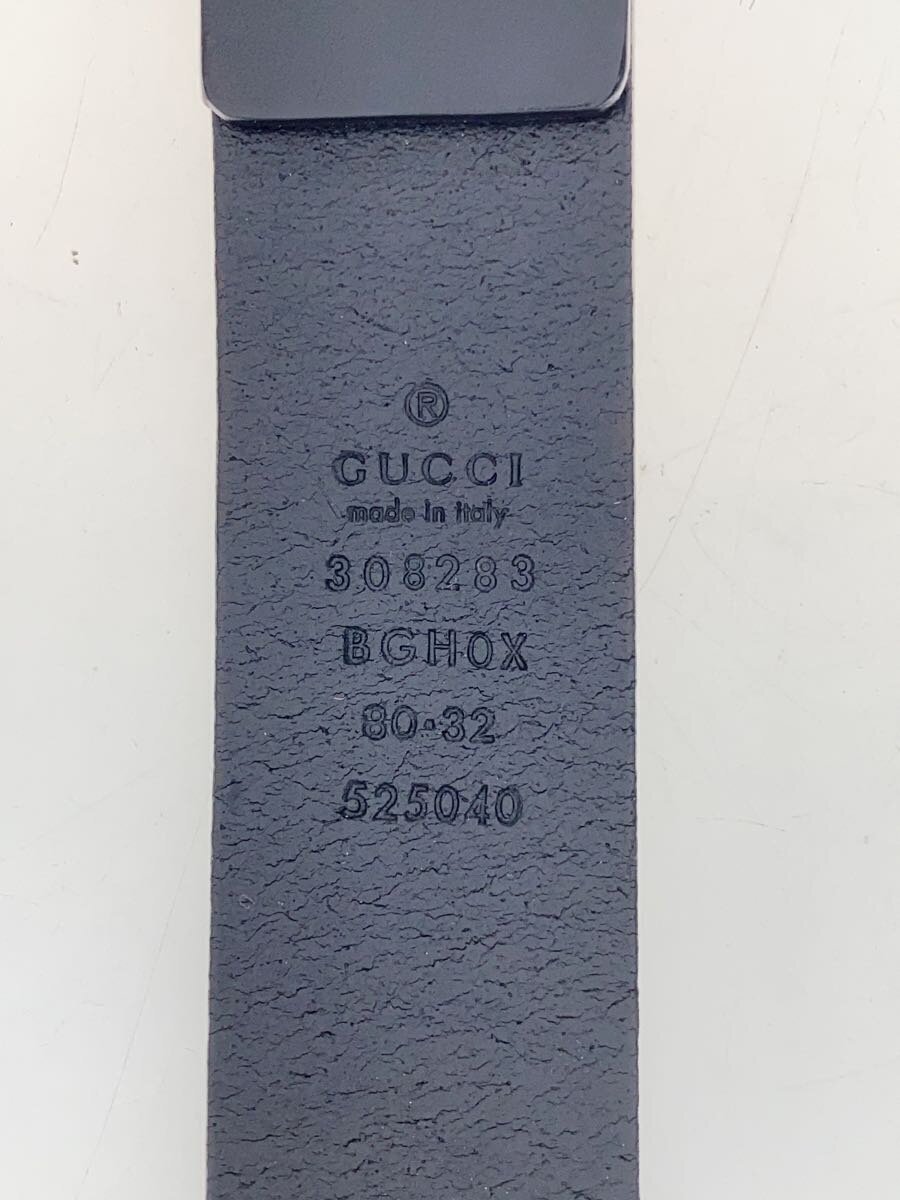 ®
GUCCI
made in italy
308283
BGH0X
80·32
525040